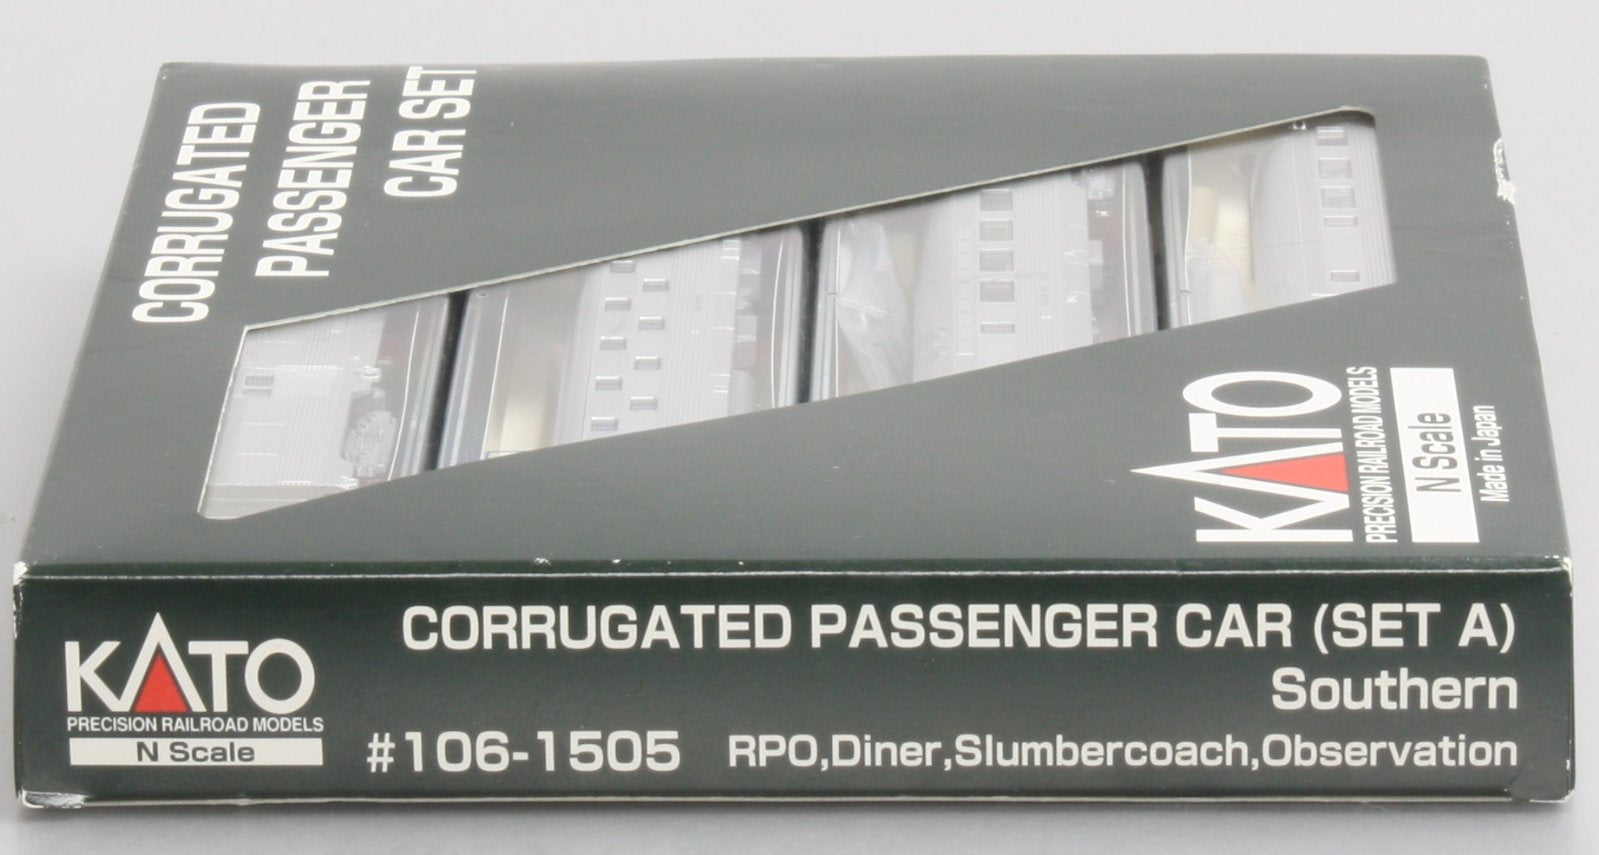 CORRUGATED
PASSENGER
CAR SET
KATO
PRECISION RAILROAD MODELS
N Scale
Made in Japan
KATO
PRECISION RAILROAD MODELS
N Scale
CORRUGATED PASSENGER CAR (SET A)
Southern
#106-1505 RPO,Diner,Slumbercoach,Observation